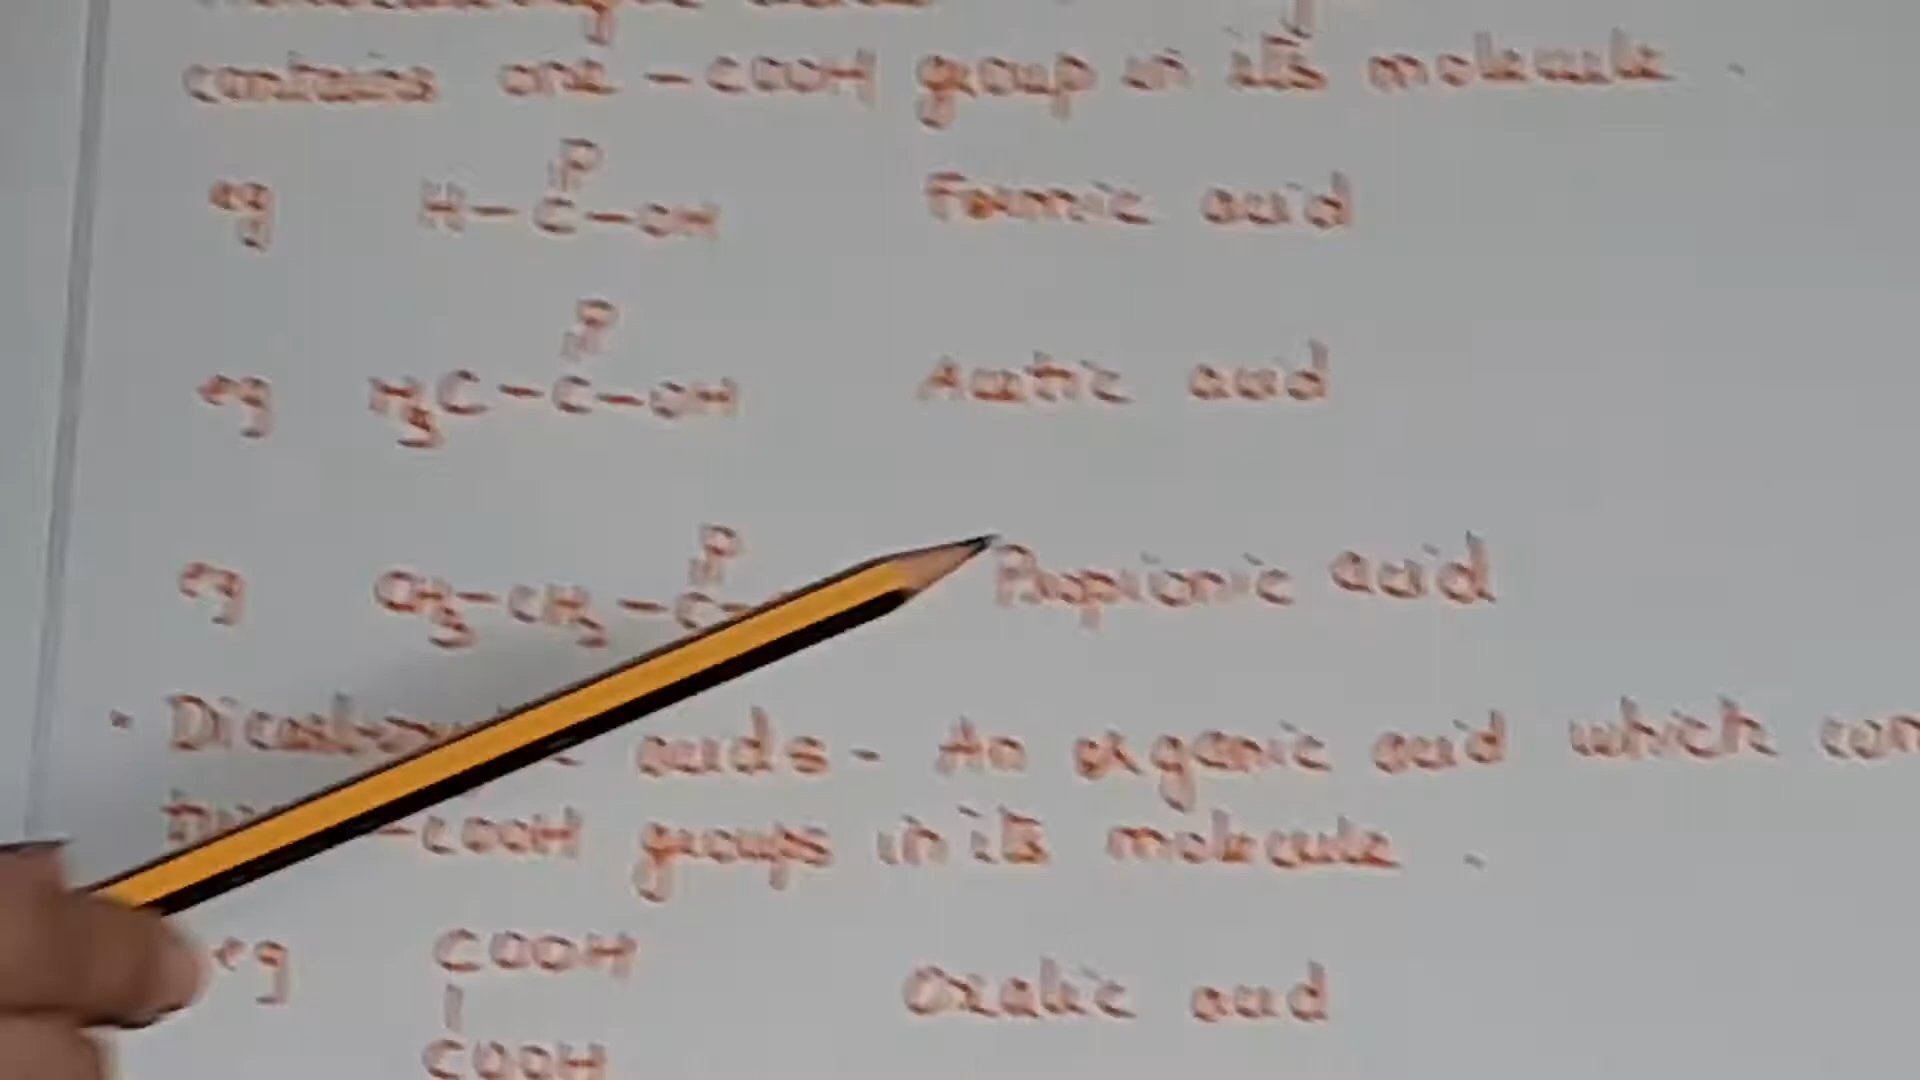 contains one - COOH group in its molecule.
O
eg H-C-OH Formic acid
O
eg H3C-C-OH Acetic acid
O
eg CH3-CH2-C- Propionic acid
• acids - An organic acid which
-COOH groups in its molecule.
eg COOH
| Oxalic acid
COOH